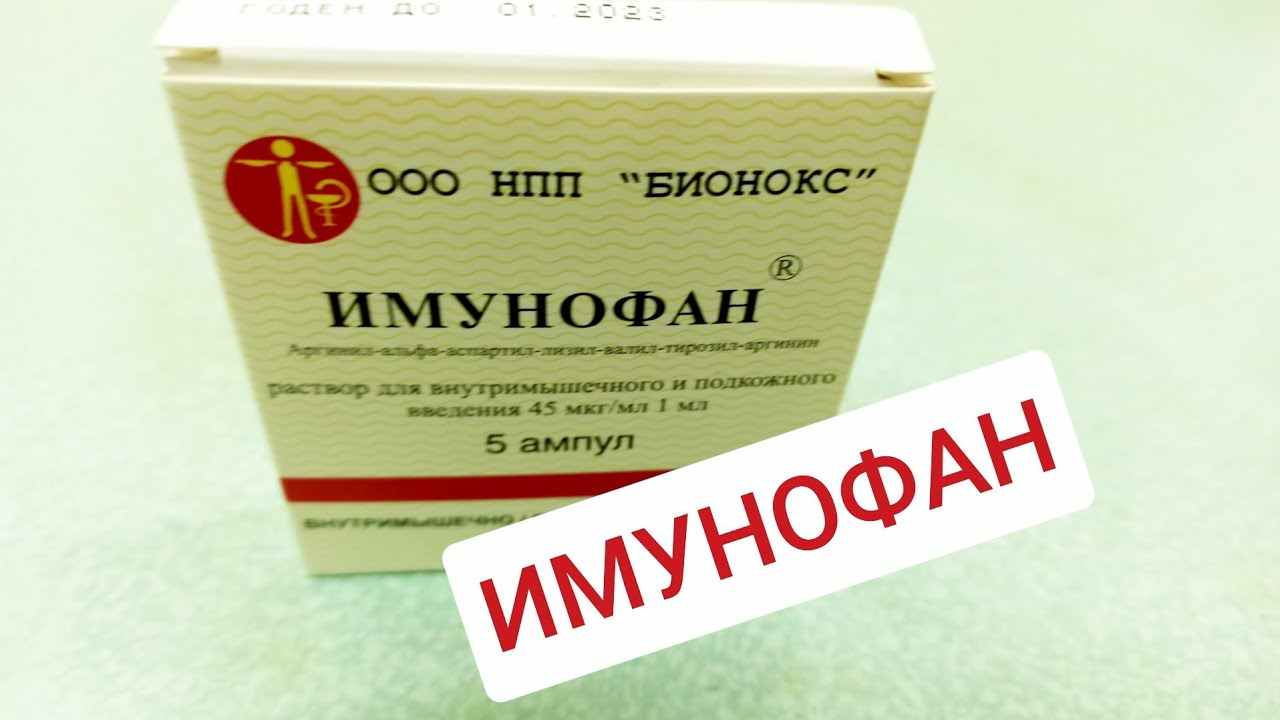 ГОДЕН ДО 01.2023
ООО НПП "БИОНОКС"
ИМУНОФАН®
Аргинил-альфа-аспартил-лизил-валил-тирозил-аргинин
раствор для внутримышечного и подкожного
введения 45 мкг/мл 1 мл
5 ампул
ВНУТРИМЫШЕЧНО
ИМУНОФАН